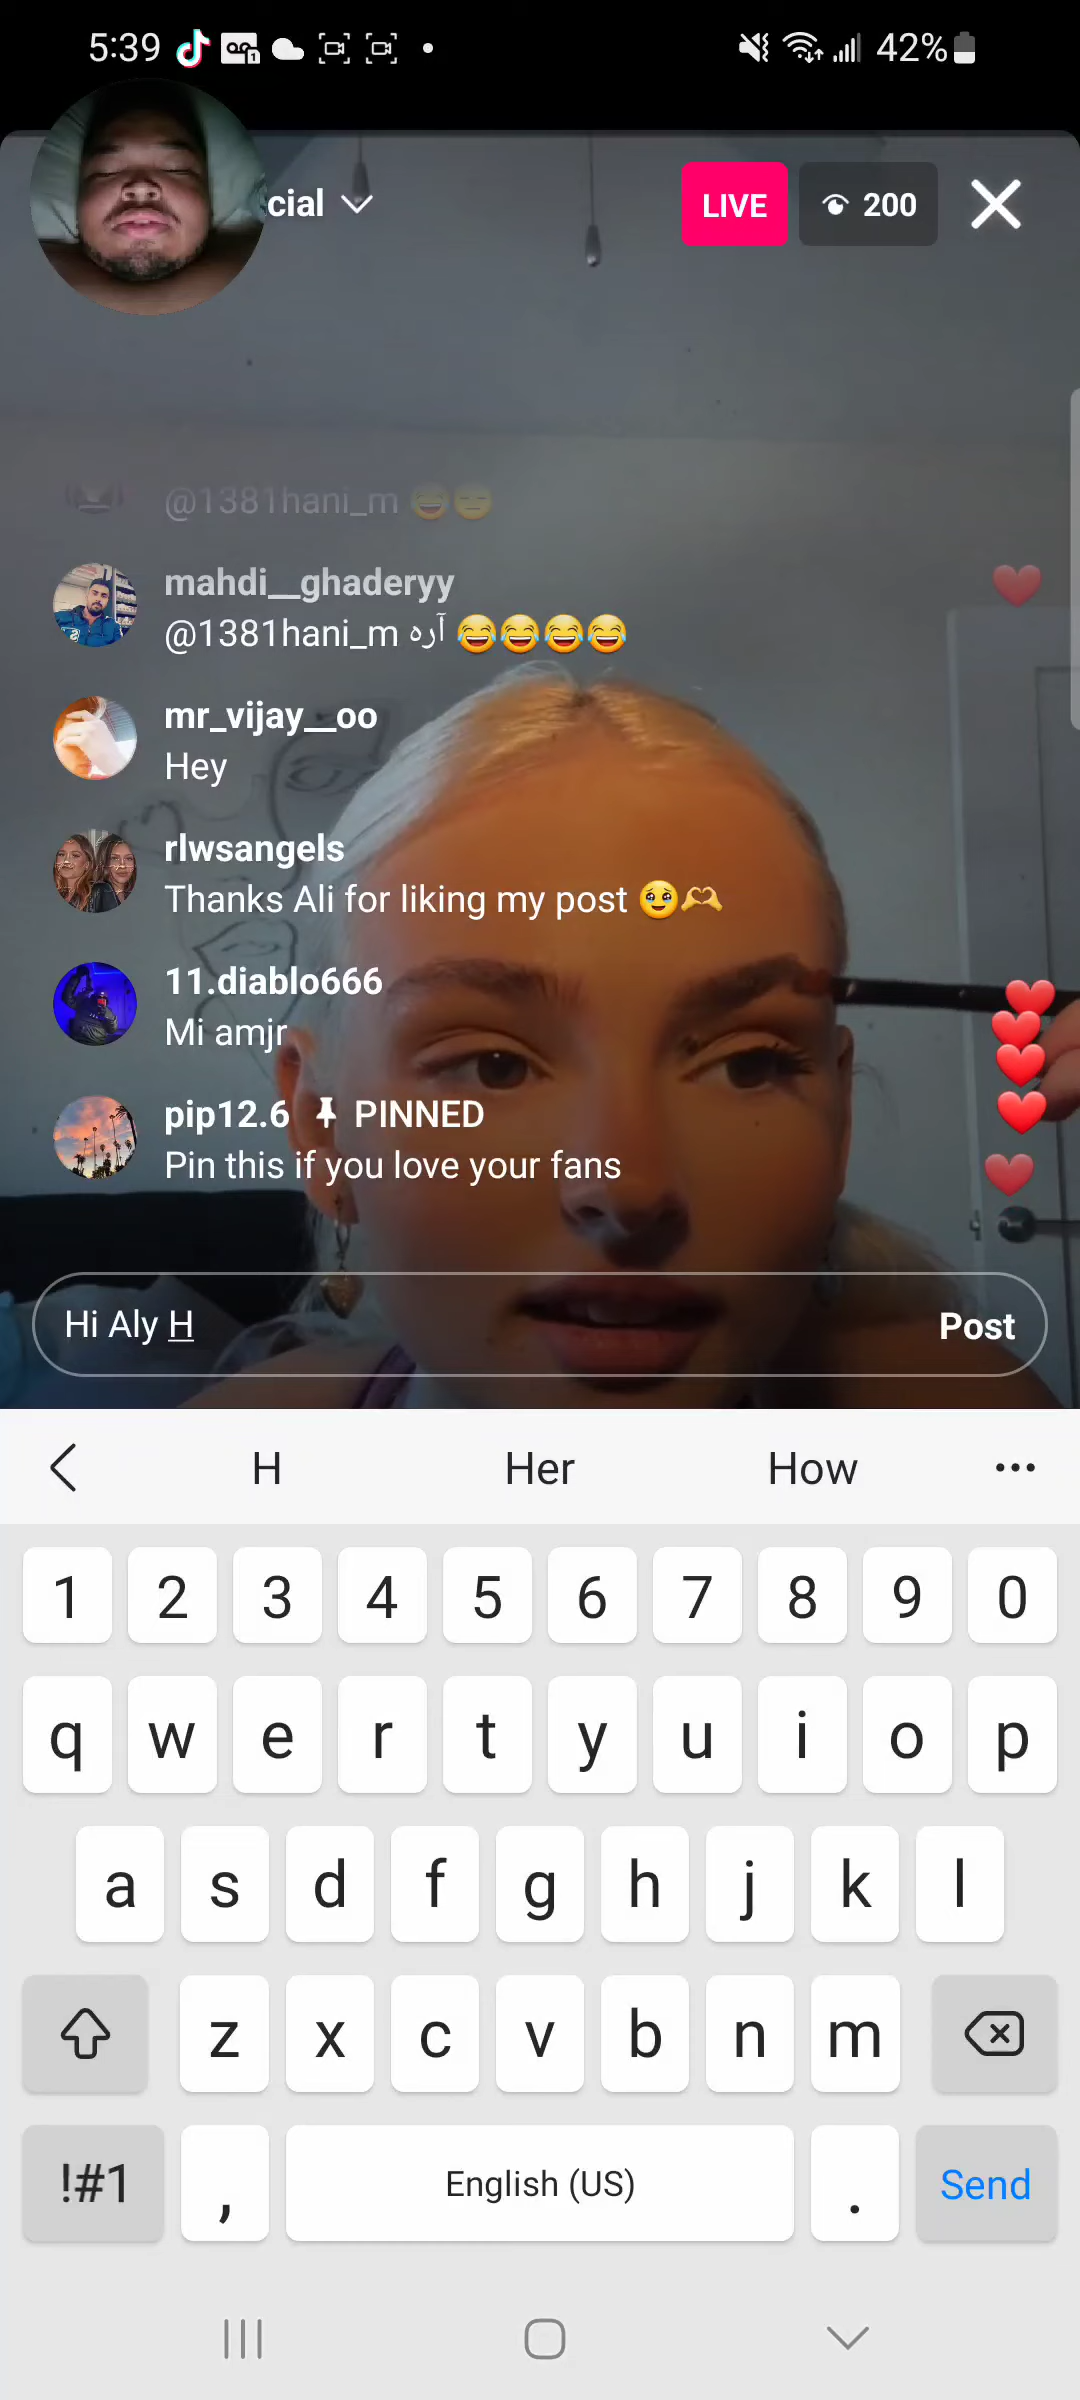 5:39
42%
cial
LIVE
200
@1381hani_m 😅😑
mahdi__ghaderyy
@1381hani_m آره 😂😂😂😂
mr_vijay__oo
Hey
rlwsangels
Thanks Ali for liking my post 🥹🫶
11.diablo666
Mi amjr
pip12.6 📌 PINNED
Pin this if you love your fans
Hi Aly H
Post
H Her How
1 2 3 4 5 6 7 8 9 0
q w e r t y u i o p
a s d f g h j k l
z x c v b n m
!#1 , English (US) . Send